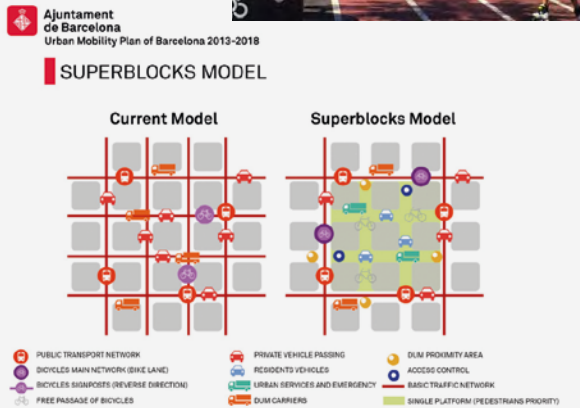 Ajuntament
de Barcelona
Urban Mobility Plan of Barcelona 2013-2018
SUPERBLOCKS MODEL
Current Model
Superblocks Model
PUBLIC TRANSPORT NETWORK
BICYCLES MAIN NETWORK (BIKE LANE)
BICYCLES SIGNPOSTS (REVERSE DIRECTION)
FREE PASSAGE OF BICYCLES
PRIVATE VEHICLE PASSING
RESIDENTS VEHICLES
URBAN SERVICES AND EMERGENCY
DUM CARRIERS
DUM PROXIMITY AREA
ACCESS CONTROL
BASIC TRAFFIC NETWORK
SINGLE PLATFORM (PEDESTRIANS PRIORITY)